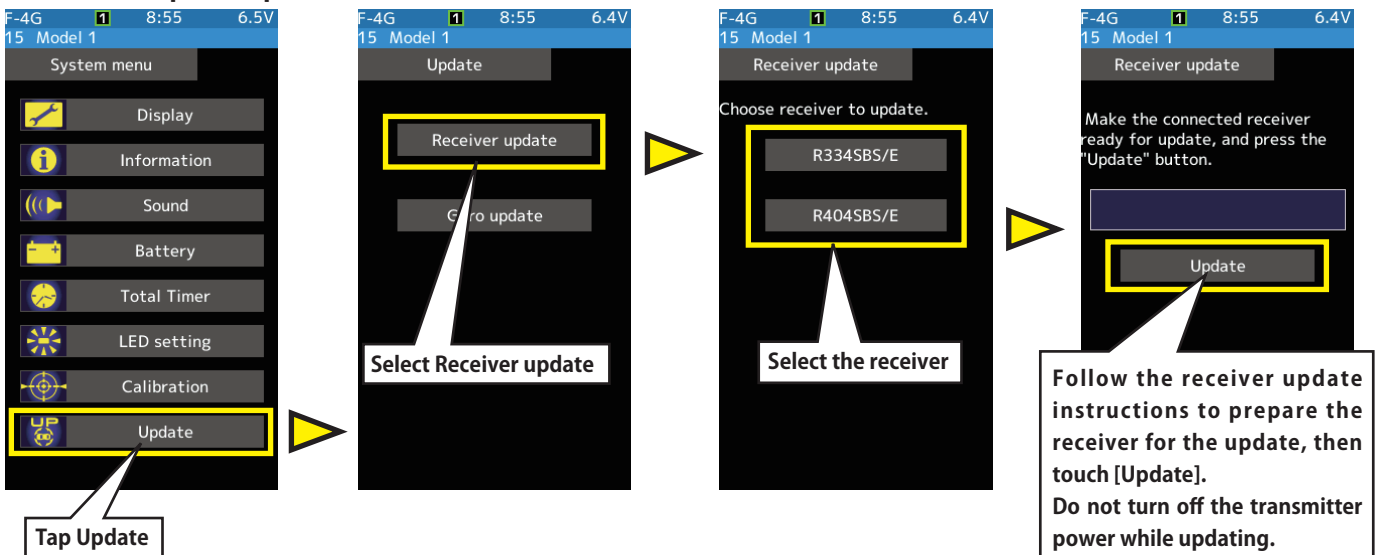 F-4G 1 8:55 6.5V
15 Model 1
System menu
Display
Information
Sound
Battery
Total Timer
LED setting
Calibration
UP Update
Tap Update
F-4G 1 8:55 6.4V
15 Model 1
Update
Receiver update
update
Select Receiver update
F-4G 1 8:55 6.4V
15 Model 1
Receiver update
Choose receiver to update.
R334SBS/E
R404SBS/E
Select the receiver
F-4G 1 8:55 6.4V
15 Model 1
Receiver update
Make the connected receiver
ready for update, and press the
"Update" button.
Update
Follow the receiver update
instructions to prepare the
receiver for the update, then
touch [Update].
Do not turn off the transmitter
power while updating.